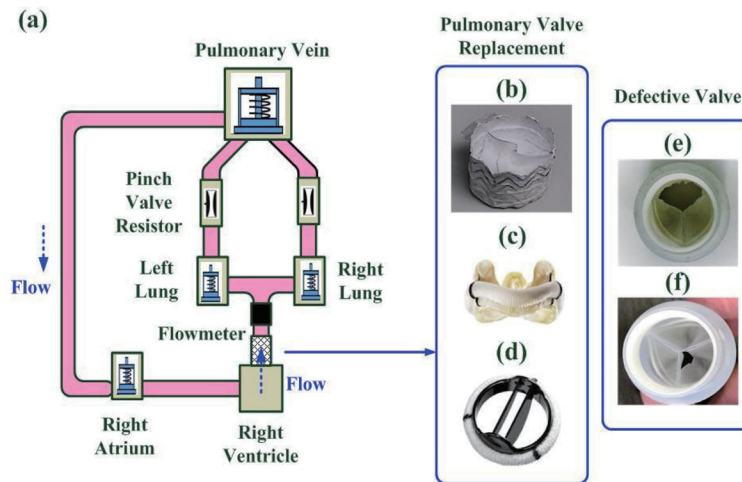 (a)
Pulmonary Vein
Pinch
Valve
Resistor
Flow
Left
Lung
Right
Lung
Flowmeter
Flow
Right
Atrium
Right
Ventricle
Pulmonary Valve
Replacement
(b)
(c)
(d)
Defective Valve
(e)
(f)